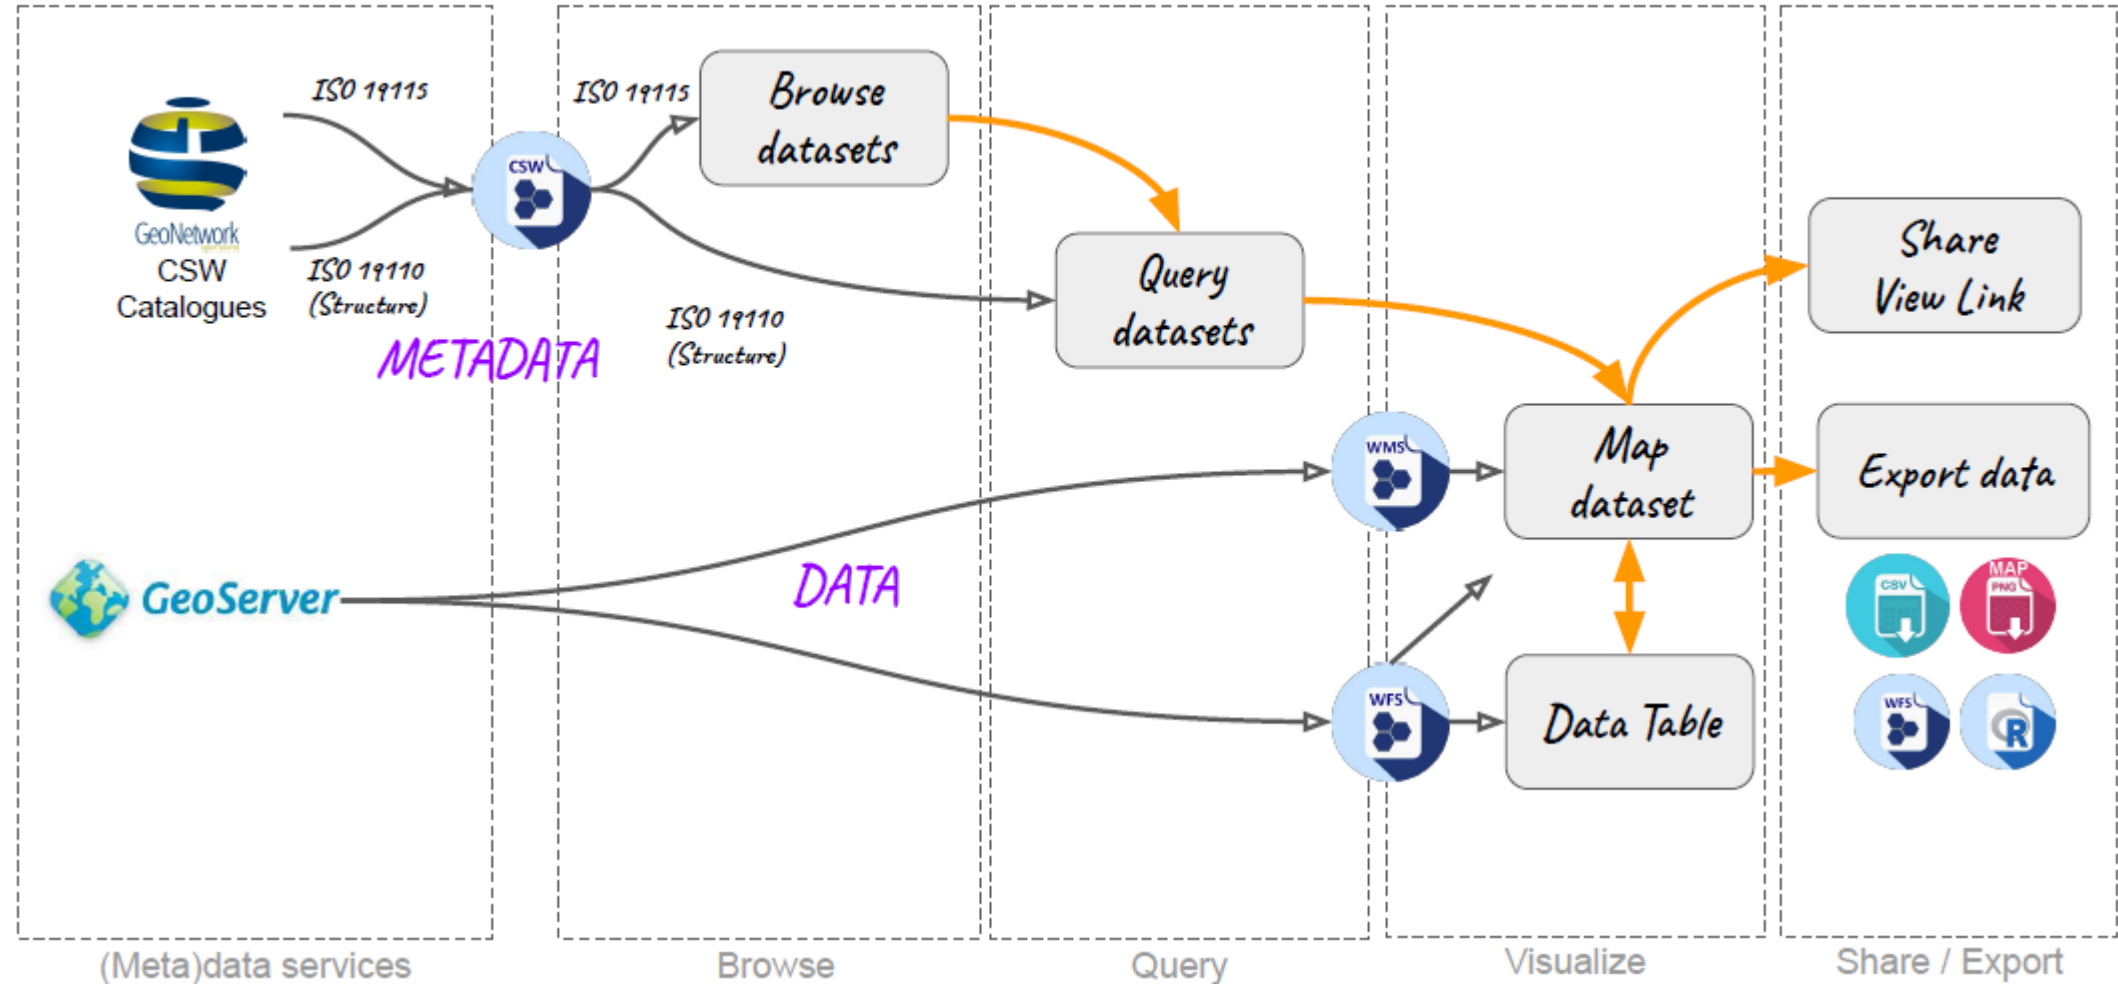 ISO 19115
GeoNetwork
CSW
Catalogues
ISO 19110
(Structure)
CSW
METADATA
ISO 19115
Browse
datasets
ISO 19110
(Structure)
Query
datasets
GeoServer
DATA
WMS
Map
dataset
WFS
Data Table
Share
View Link
Export data
CSV
MAP
PNG
WFS
R
(Meta)data services
Browse
Query
Visualize
Share / Export